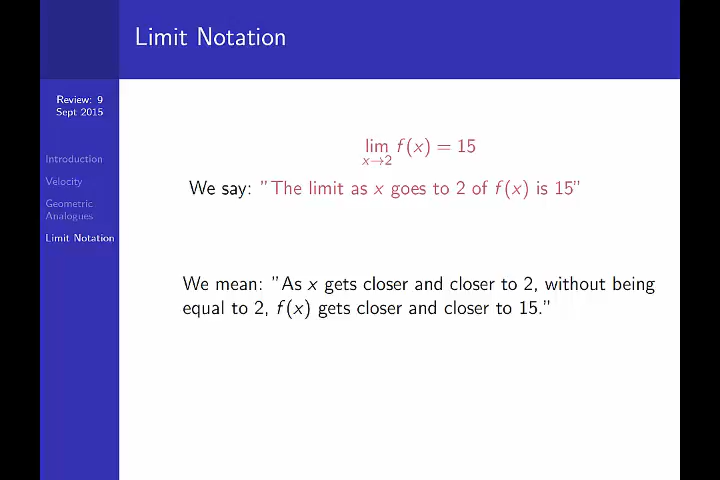 Limit Notation
Review: 9
Sept 2015
Introduction
Velocity
Geometric
Analogues
Limit Notation
lim f(x) = 15
x→2
We say: "The limit as x goes to 2 of f(x) is 15"
We mean: "As x gets closer and closer to 2, without being
equal to 2, f(x) gets closer and closer to 15."